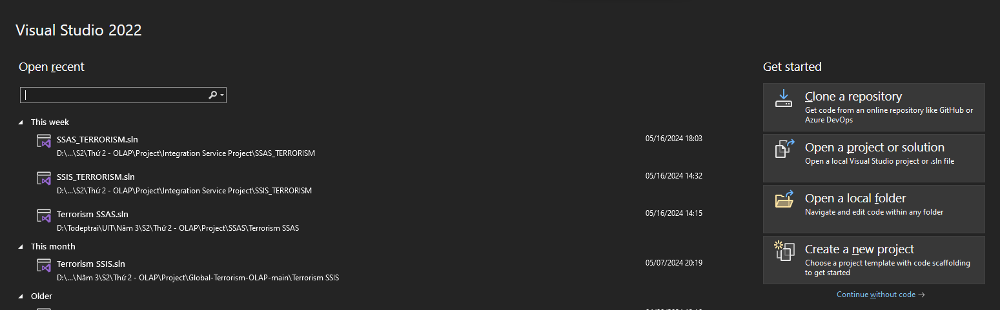 Visual Studio 2022
Open recent
This week
SSAS_TERRORISM.sln
05/16/2024 18:03
D:\...\S2\Thứ 2 - OLAP\Project\Integration Service Project\SSAS_TERRORISM
SSIS_TERRORISM.sln
05/16/2024 14:32
D:\...\S2\Thứ 2 - OLAP\Project\Integration Service Project\SSIS_TERRORISM
Terrorism SSAS.sln
05/16/2024 14:15
D:\Todeptrai\UIT\Năm 3\S2\Thứ 2 - OLAP\Project\SSAS\Terrorism SSAS
This month
Terrorism SSIS.sln
05/07/2024 20:19
D:\...\Năm 3\S2\Thứ 2 - OLAP\Project\Global-Terrorism-OLAP-main\Terrorism SSIS
Older
Get started
Clone a repository
Get code from an online repository like GitHub or
Azure DevOps
Open a project or solution
Open a local Visual Studio project or .sln file
Open a local folder
Navigate and edit code within any folder
Create a new project
Choose a project template with code scaffolding
to get started
Continue without code →